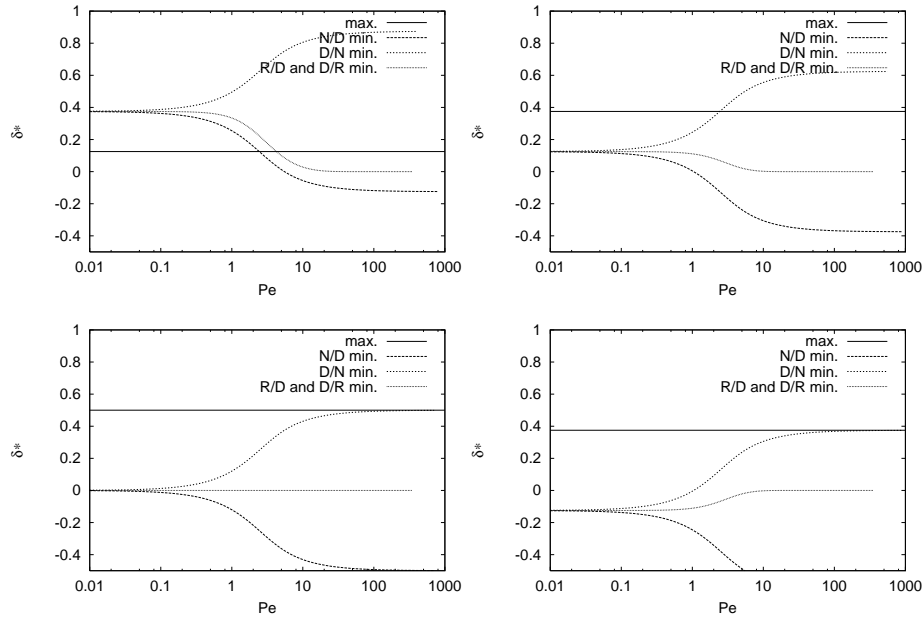 1
0.8
0.6
0.4
0.2
0
-0.2
-0.4
δ*
0.01 0.1 1 10 100 1000
Pe
max.
N/D min.
D/N min.
R/D and D/R min.
1
0.8
0.6
0.4
0.2
0
-0.2
-0.4
δ*
0.01 0.1 1 10 100 1000
Pe
max.
N/D min.
D/N min.
R/D and D/R min.
1
0.8
0.6
0.4
0.2
0
-0.2
-0.4
δ*
0.01 0.1 1 10 100 1000
Pe
max.
N/D min.
D/N min.
R/D and D/R min.
1
0.8
0.6
0.4
0.2
0
-0.2
-0.4
δ*
0.01 0.1 1 10 100 1000
Pe
max.
N/D min.
D/N min.
R/D and D/R min.